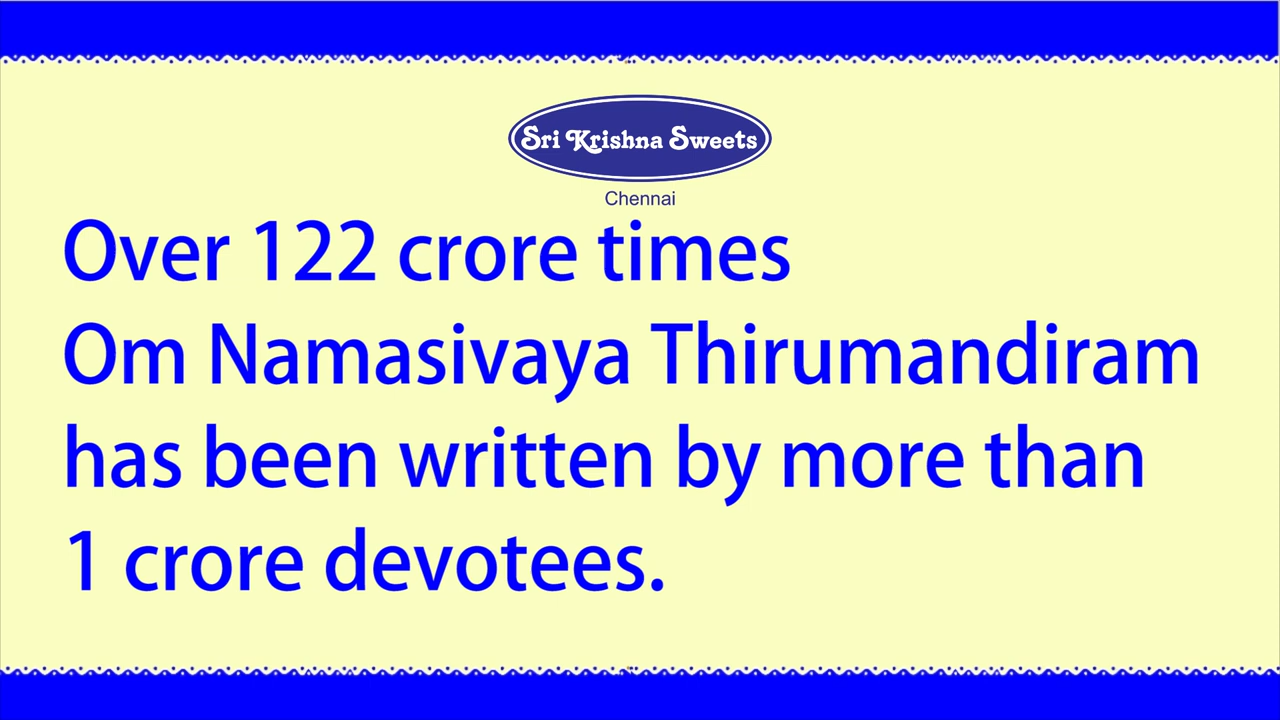 Sri Krishna Sweets
Chennai
Over 122 crore times
Om Namasivaya Thirumandiram
has been written by more than
1 crore devotees.